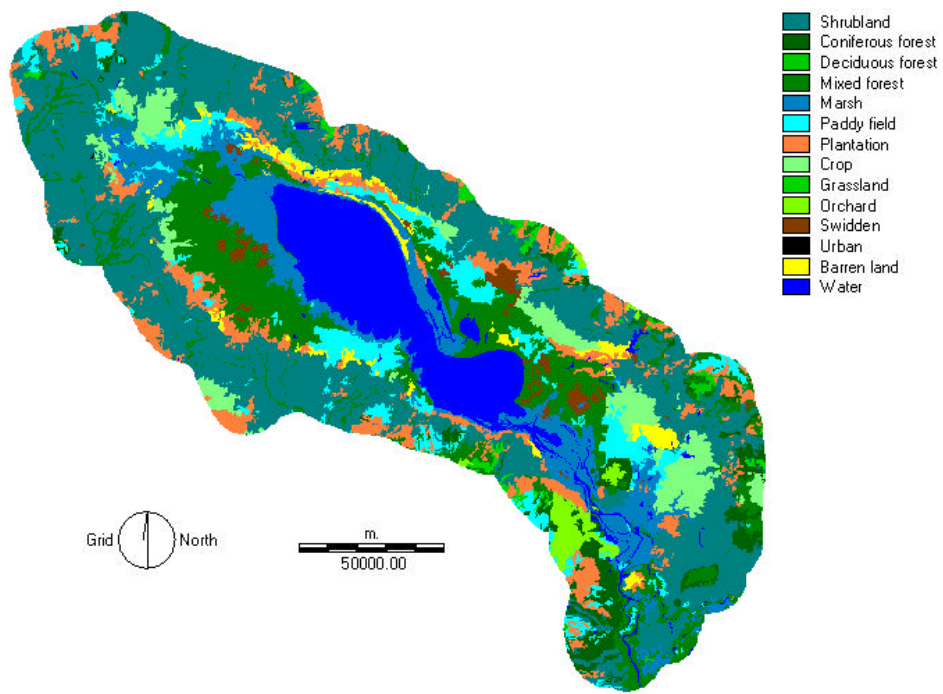 Shrubland
Coniferous forest
Deciduous forest
Mixed forest
Marsh
Paddy field
Plantation
Crop
Grassland
Orchard
Swidden
Urban
Barren land
Water
Grid North
m.
50000.00